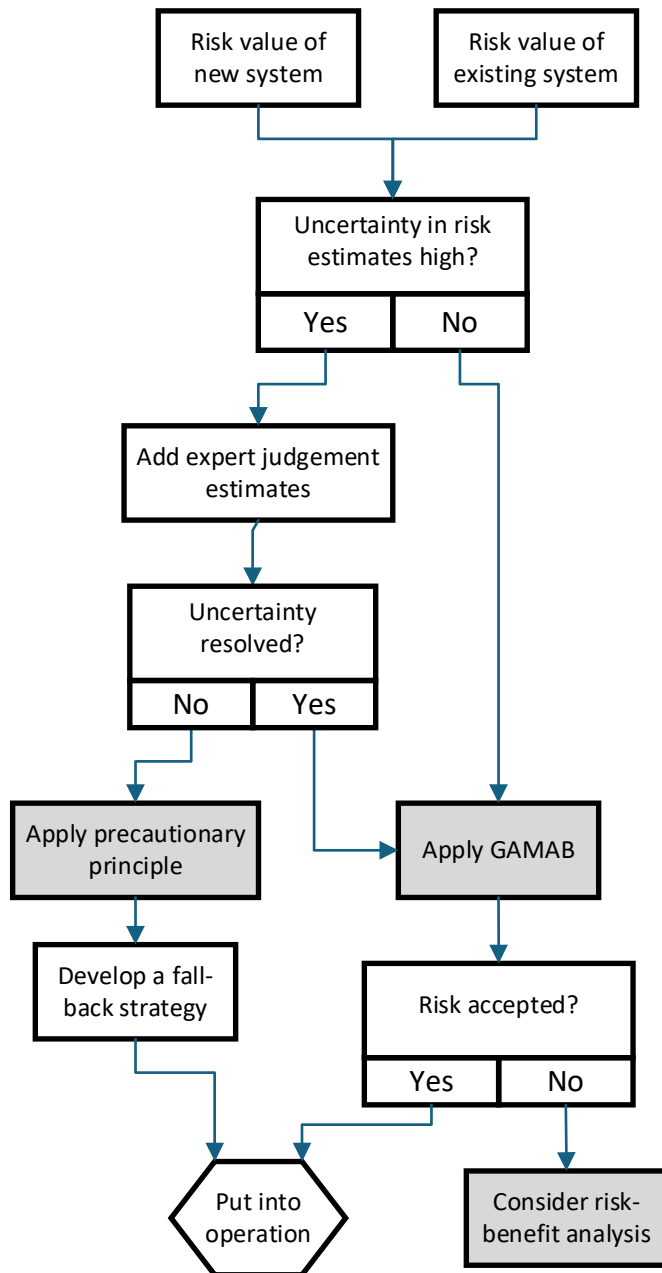 Risk value of
new system
Risk value of
existing system
Uncertainty in risk
estimates high?
Yes
No
Add expert judgement
estimates
Uncertainty
resolved?
No
Yes
Apply precautionary
principle
Apply GAMAB
Develop a fall-
back strategy
Risk accepted?
Yes
No
Put into
operation
Consider risk-
benefit analysis